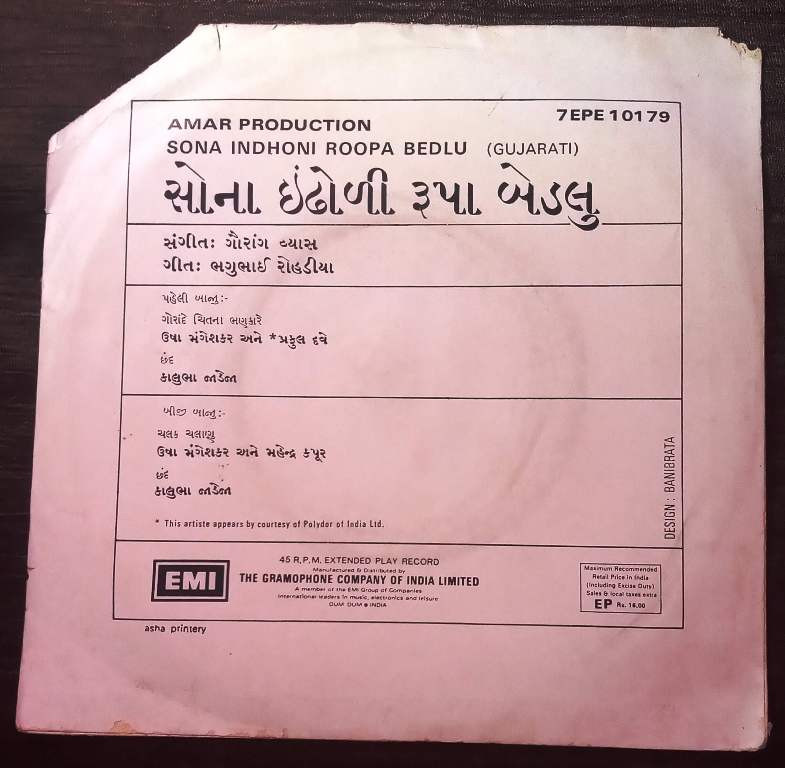 7EPE 10179
AMAR PRODUCTION
SONA INDHONI ROOPA BEDLU (GUJARATI)
સોના ઇંઢોળી રૂપા બેડલુ
સંગીતઃ ગૌરાંગ વ્યાસ
ગીતઃ ભગુભાઈ રોહડીયા
પહેલી બાજુઃ-
ગોરાંદે ચિતના ભણકારે
ઉષા મંગેશકર અને *પ્રફુલ દવે
છંદ
કાલુભા જાડેજા
બીજી બાજુઃ-
ચલક ચલાણુ
ઉષા મંગેશકર અને મહેન્દ્ર કપૂર
છંદ
કાલુભા જાડેજા
* This artiste appears by courtesy of Polydor of India Ltd.
DESIGN : BANIBRATA
EMI
45 R.P.M. EXTENDED PLAY RECORD
Manufactured & Distributed by
THE GRAMOPHONE COMPANY OF INDIA LIMITED
A member of the EMI Group of Companies
International leaders in music, electronics and leisure
DUM DUM ● INDIA
Maximum Recommended
Retail Price in India
(Including Excise Duty)
Sales & local taxes extra
EP Rs. 16.00
asha printery